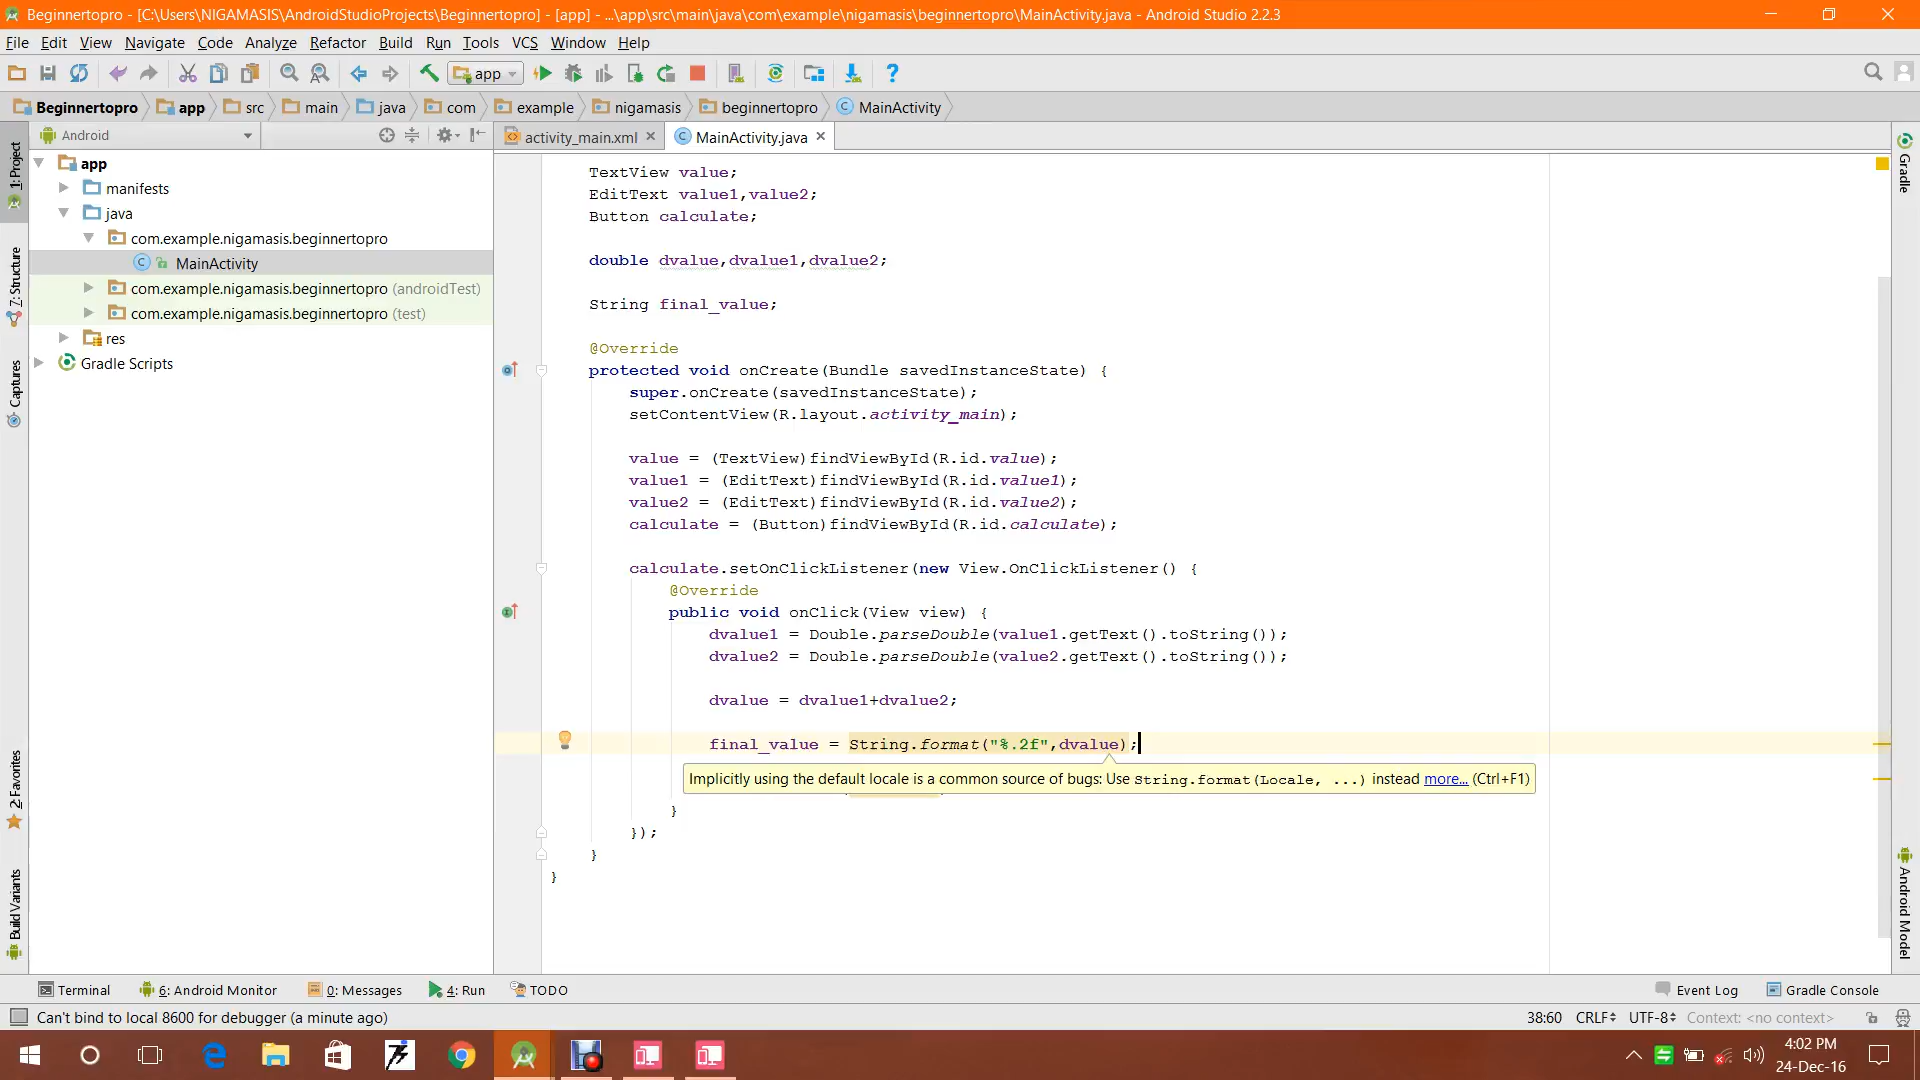 Beginnertopro - [C:\Users\NIGAMASIS\AndroidStudioProjects\Beginnertopro] - [app] - ...\app\src\main\java\com\example\nigamasis\beginnertopro\MainActivity.java - Android Studio 2.2.3
File Edit View Navigate Code Analyze Refactor Build Run Tools VCS Window Help
app
Beginnertopro app src main java com example nigamasis beginnertopro MainActivity
Android
activity_main.xml MainActivity.java
1: Project
7: Structure
Captures
2: Favorites
Build Variants
app
manifests
java
com.example.nigamasis.beginnertopro
MainActivity
com.example.nigamasis.beginnertopro (androidTest)
com.example.nigamasis.beginnertopro (test)
res
Gradle Scripts
TextView value;
EditText value1,value2;
Button calculate;
double dvalue,dvalue1,dvalue2;
String final_value;
@Override
protected void onCreate(Bundle savedInstanceState) {
super.onCreate(savedInstanceState);
setContentView(R.layout.activity_main);
value = (TextView)findViewById(R.id.value);
value1 = (EditText)findViewById(R.id.value1);
value2 = (EditText)findViewById(R.id.value2);
calculate = (Button)findViewById(R.id.calculate);
calculate.setOnClickListener(new View.OnClickListener() {
@Override
public void onClick(View view) {
dvalue1 = Double.parseDouble(value1.getText().toString());
dvalue2 = Double.parseDouble(value2.getText().toString());
dvalue = dvalue1+dvalue2;
final_value = String.format("%.2f",dvalue);
Implicitly using the default locale is a common source of bugs: Use String.format(Locale, ...) instead more... (Ctrl+F1)
}
});
}
}
Gradle
Android Model
Terminal 6: Android Monitor 0: Messages 4: Run TODO Event Log Gradle Console
Can't bind to local 8600 for debugger (a minute ago) 38:60 CRLF UTF-8 Context: <no context>
4:02 PM
24-Dec-16